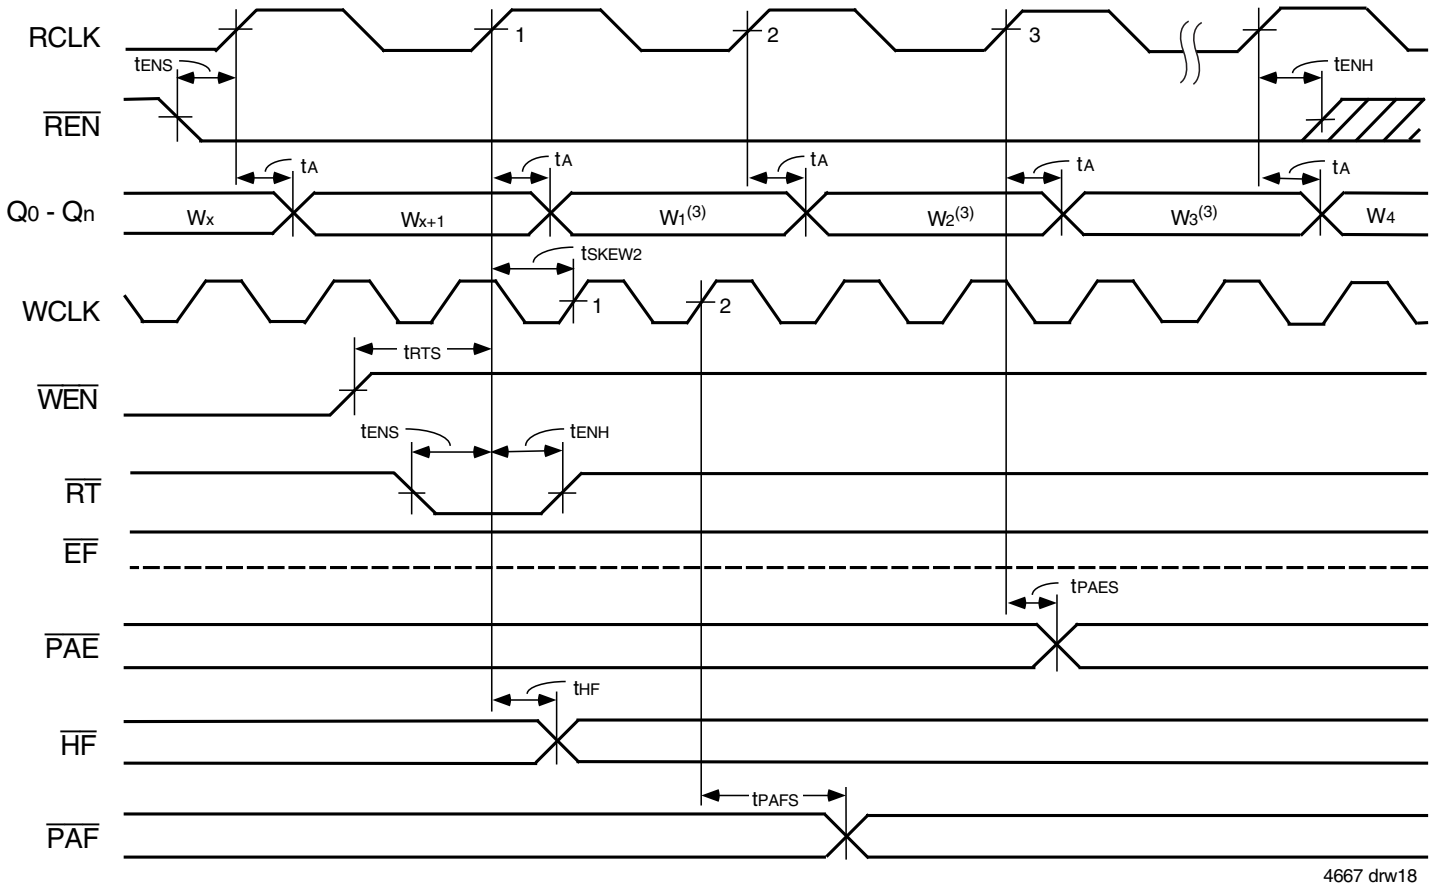 RCLK
1
2
3
tENS
tENH
REN
tA
tA
tA
tA
tA
Q0 - Qn
Wx
Wx+1
W1(3)
W2(3)
W3(3)
W4
tSKEW2
WCLK
1
2
tRTS
WEN
tENS
tENH
RT
EF
tPAES
PAE
tHF
HF
tPAFS
PAF
4667 drw18